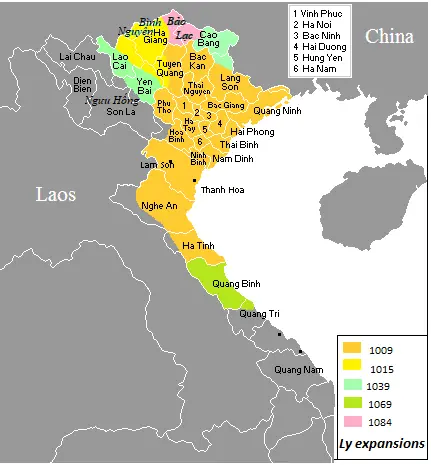 1 Vinh Phuc
2 Ha Noi
3 Bac Ninh
4 Hai Duong
5 Hung Yen
6 Ha Nam
China
Bình
Nguyên
Bảo
Lạc
Cao
Bang
Ha
Giang
Lai Chau
Lao
Cai
Tuyen
Quang
Bac
Kan
Lang
Son
Dien
Bien
Yen
Bai
Thai
Nguyen
Ngưu Hống
Son La
Phu
Tho
1
Bac Giang
Quang Ninh
2
3
Ha
Tay
4
5
Hai Phong
Hoa
Binh
6
Thai Binh
Ninh
Binh
Nam Dinh
Lam Son
Thanh Hoa
Laos
Nghe An
Ha Tinh
Quang Binh
Quang Tri
Quang Nam
1009
1015
1039
1069
1084
Ly expansions